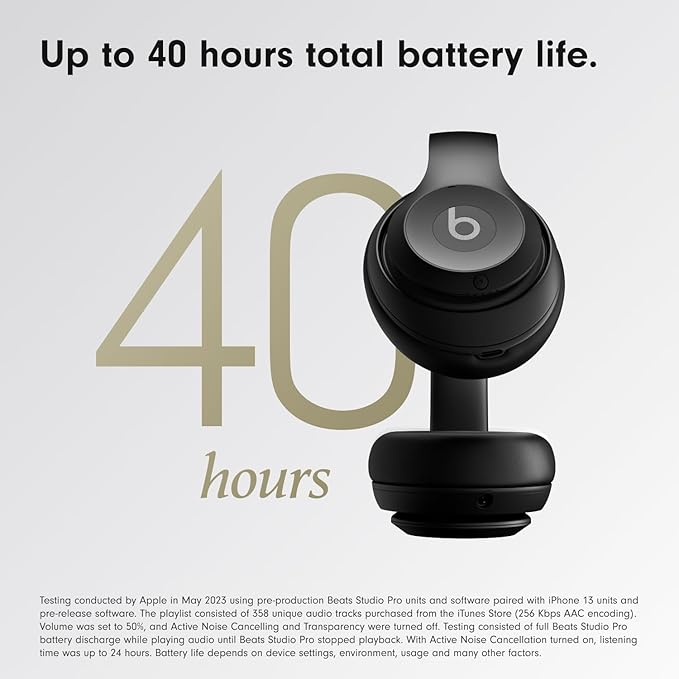 Up to 40 hours total battery life.
40
hours
b
Testing conducted by Apple in May 2023 using pre-production Beats Studio Pro units and software paired with iPhone 13 units and
pre-release software. The playlist consisted of 358 unique audio tracks purchased from the iTunes Store (256 Kbps AAC encoding).
Volume was set to 50%, and Active Noise Cancelling and Transparency were turned off. Testing consisted of full Beats Studio Pro
battery discharge while playing audio until Beats Studio Pro stopped playback. With Active Noise Cancellation turned on, listening
time was up to 24 hours. Battery life depends on device settings, environment, usage and many other factors.